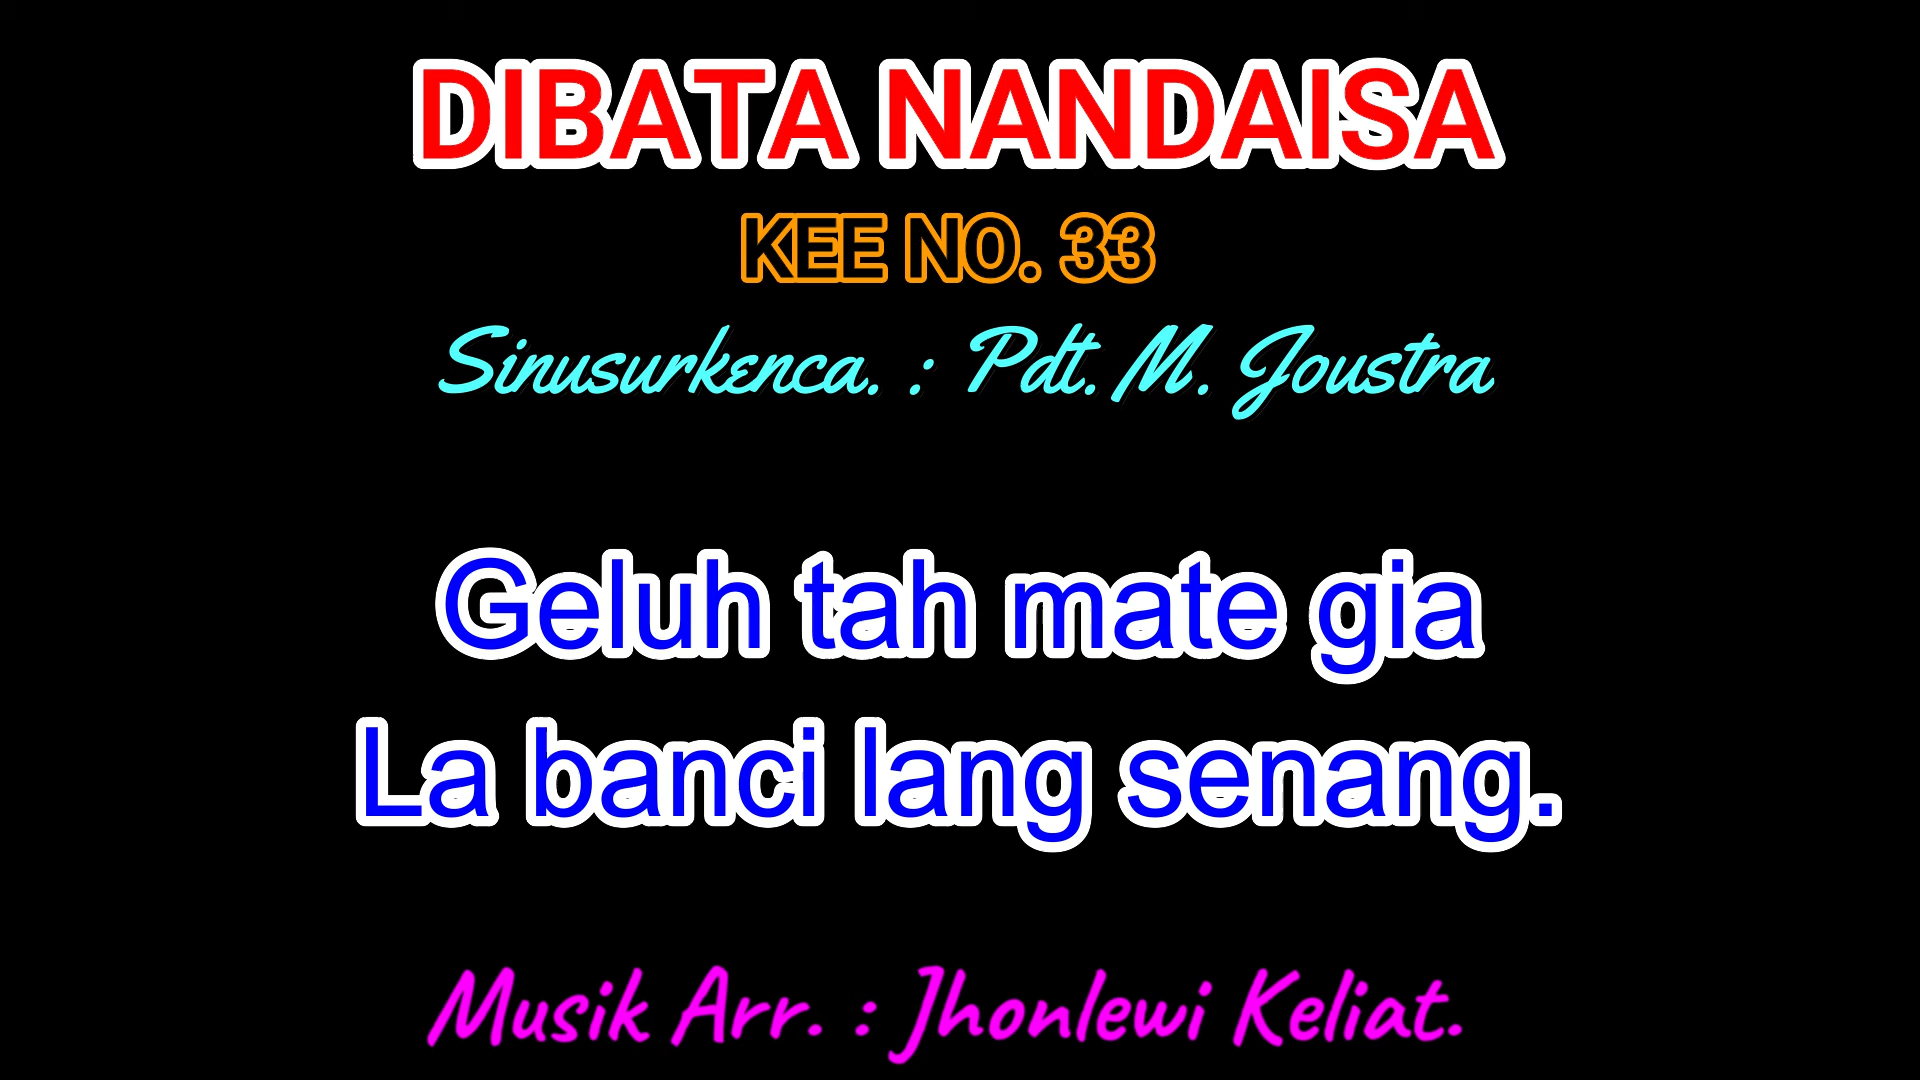 DIBATA NANDAISA
KEE NO. 33
Sinusurkenca. : Pdt. M. Joustra
Geluh tah mate gia
La banci lang senang.
Musik Arr. : Jhonlewi Keliat.